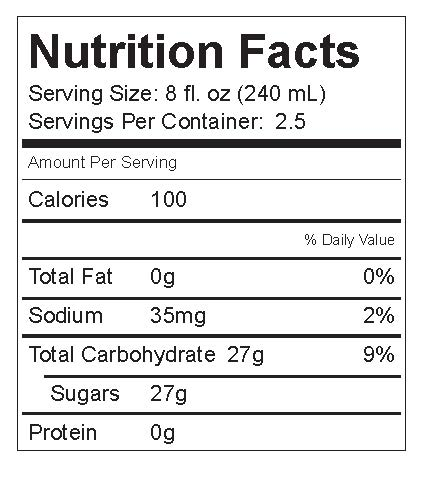 Nutrition Facts
Serving Size: 8 fl. oz (240 mL)
Servings Per Container: 2.5
Amount Per Serving
Calories 100
% Daily Value
Total Fat 0g 0%
Sodium 35mg 2%
Total Carbohydrate 27g 9%
Sugars 27g
Protein 0g